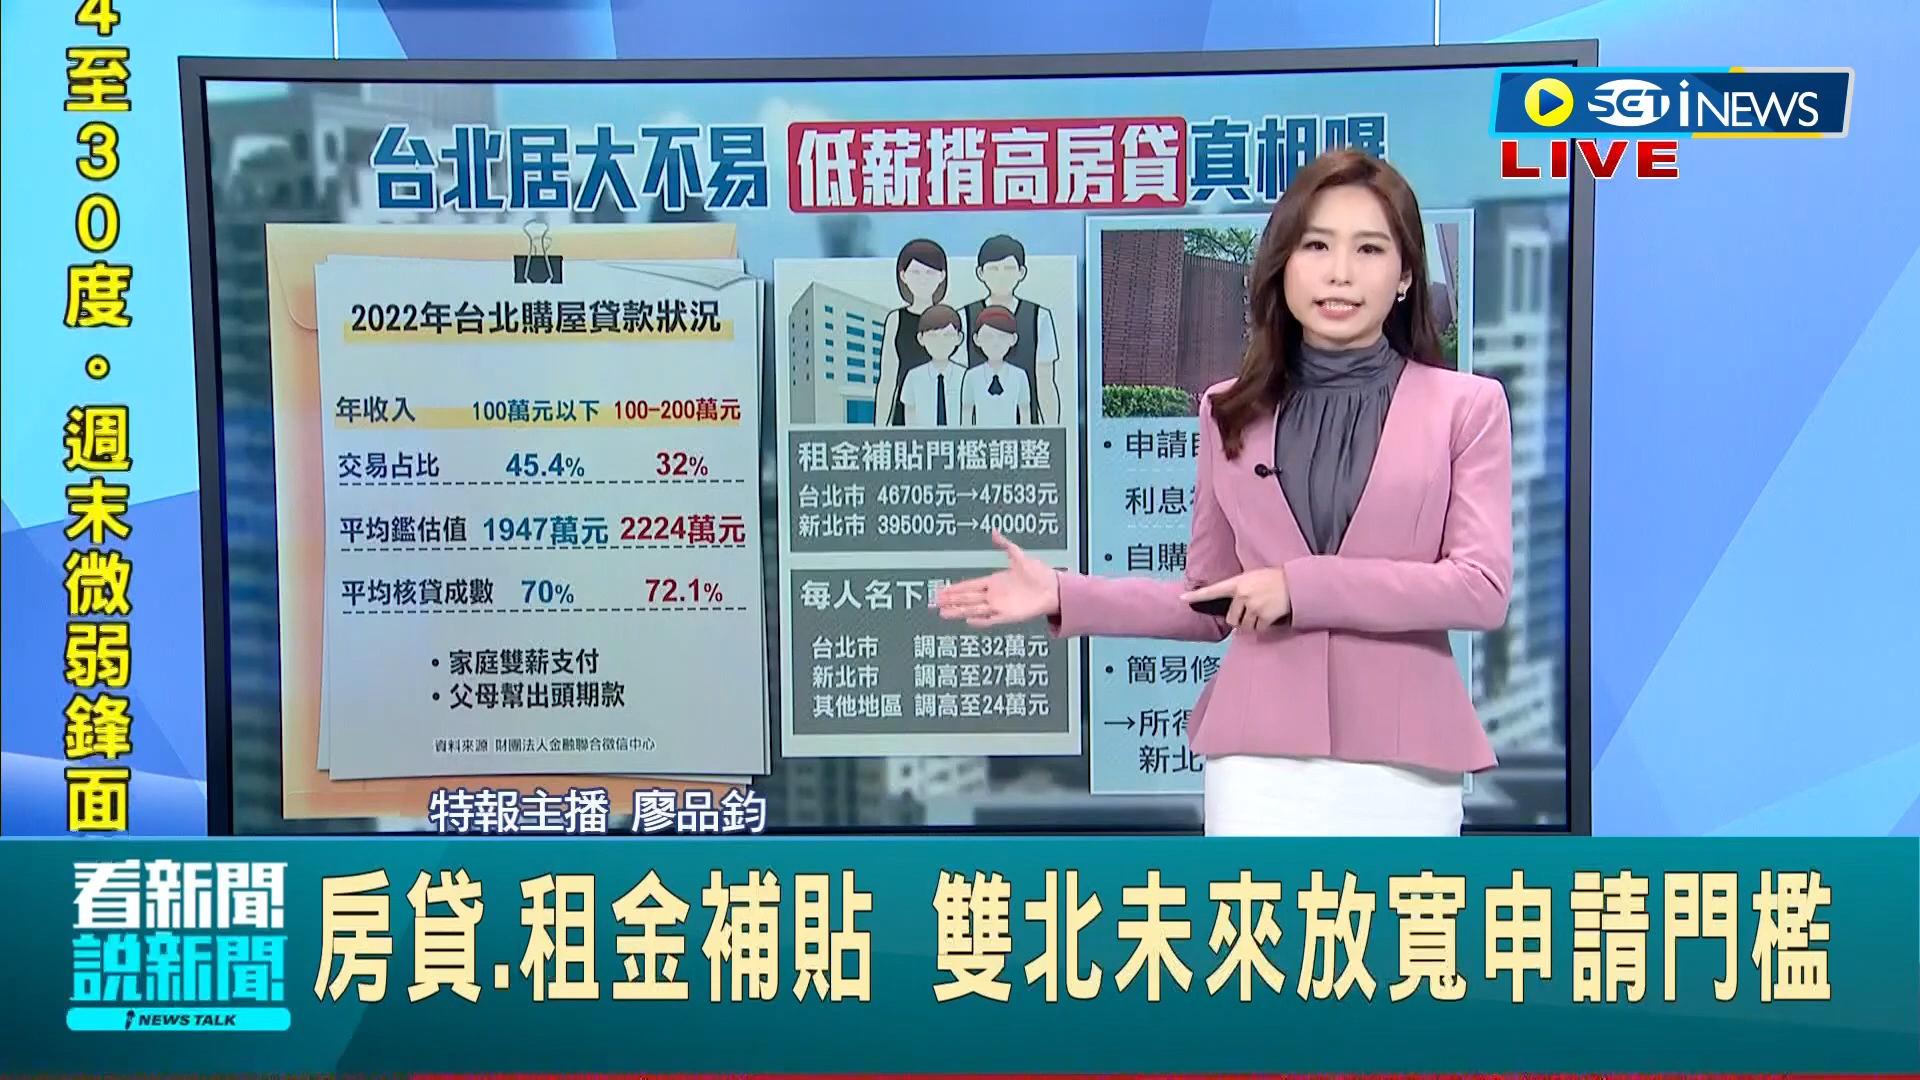 4至30度。週末微弱鋒面
SET iNEWS
LIVE
台北居大不易 低薪揹高房貸真相曝
2022年台北購屋貸款狀況
年收入 100萬元以下 100-200萬元
交易占比 45.4% 32%
平均鑑估值 1947萬元 2224萬元
平均核貸成數 70% 72.1%
・家庭雙薪支付
・父母幫出頭期款
資料來源 財團法人金融聯合徵信中心
租金補貼門檻調整
台北市 46705元→47533元
新北市 39500元→40000元
每人名下
台北市 調高至32萬元
新北市 調高至27萬元
其他地區 調高至24萬元
・申請
利息
・自購
・簡易修
→所得
新北
特報主播 廖品鈞
看新聞
說新聞
iNEWS TALK
房貸.租金補貼 雙北未來放寬申請門檻